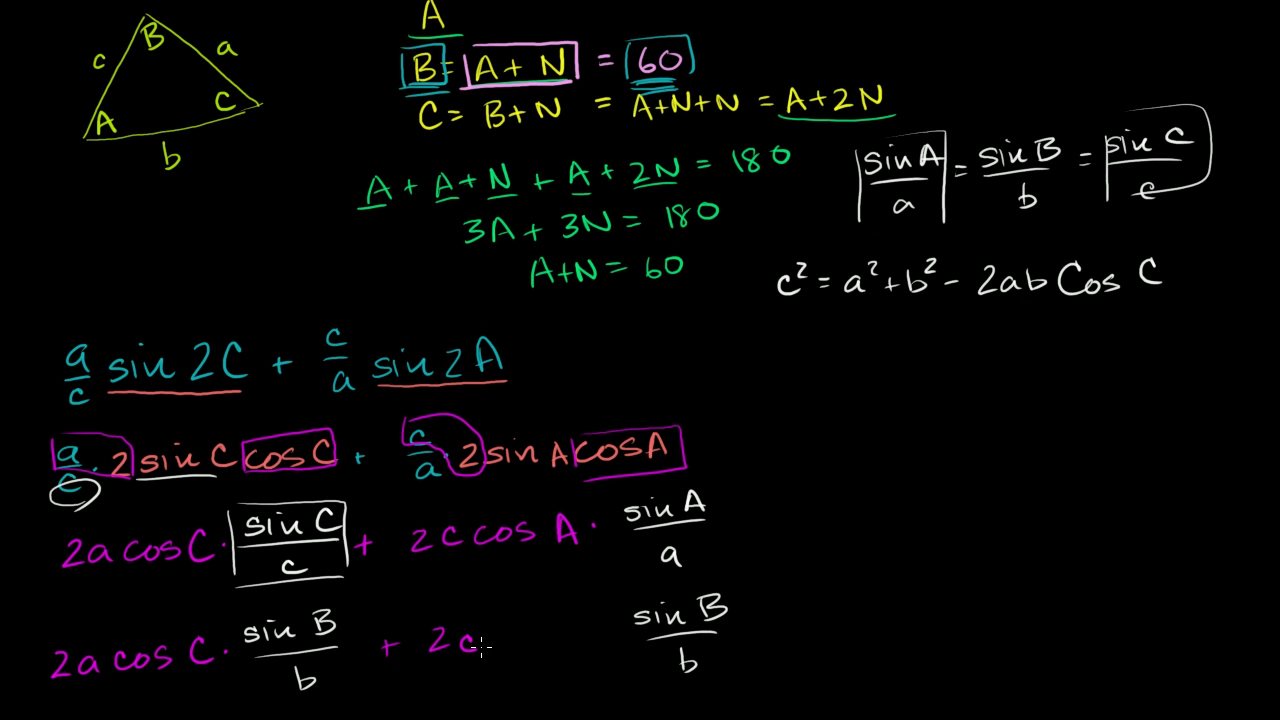 B
c a
A C
b
A
B = A + N = 60
C = B + N = A+N+N = A+2N
A + A + N + A + 2N = 180
3A + 3N = 180
A+N = 60
sin A / a = sin B / b = sin C / c
c² = a² + b² - 2ab Cos C
a/c sin 2C + c/a sin 2A
a/c · 2 sin C cos C + c/a · 2 sin A cos A
2a cos C · sin C / c + 2c cos A · sin A / a
2a cos C · sin B / b + 2c sin B / b